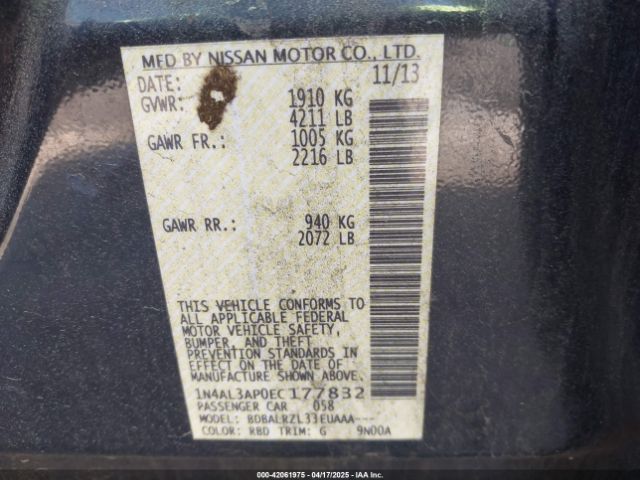 MFD BY NISSAN MOTOR CO., LTD.
DATE: 11/13
GVWR: 1910 KG
4211 LB
GAWR FR.: 1005 KG
2216 LB
GAWR RR.: 940 KG
2072 LB
THIS VEHICLE CONFORMS TO
ALL APPLICABLE FEDERAL
MOTOR VEHICLE SAFETY,
BUMPER, AND THEFT
PREVENTION STANDARDS IN
EFFECT ON THE DATE OF
MANUFACTURE SHOWN ABOVE.
1N4AL3AP0EC177832
PASSENGER CAR 058
MODEL: BDBALRZL33EUAAA---
COLOR: RBD TRIM: G 9N00A
000-42061975 - 04/17/2025 - IAA Inc.